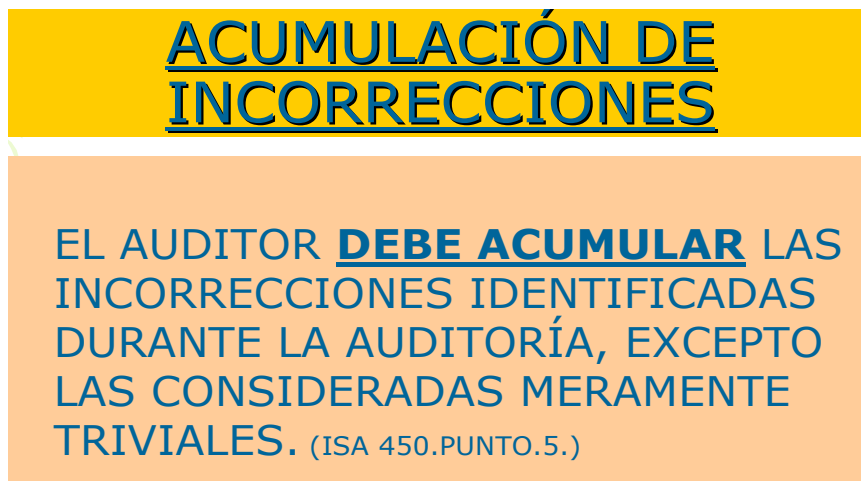 ACUMULACIÓN DE
INCORRECCIONES
EL AUDITOR DEBE ACUMULAR LAS
INCORRECCIONES IDENTIFICADAS
DURANTE LA AUDITORÍA, EXCEPTO
LAS CONSIDERADAS MERAMENTE
TRIVIALES. (ISA 450.PUNTO.5.)